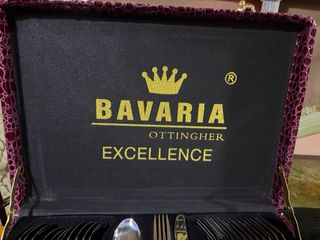 ®
BAVARIA
OTTINGHER
EXCELLENCE